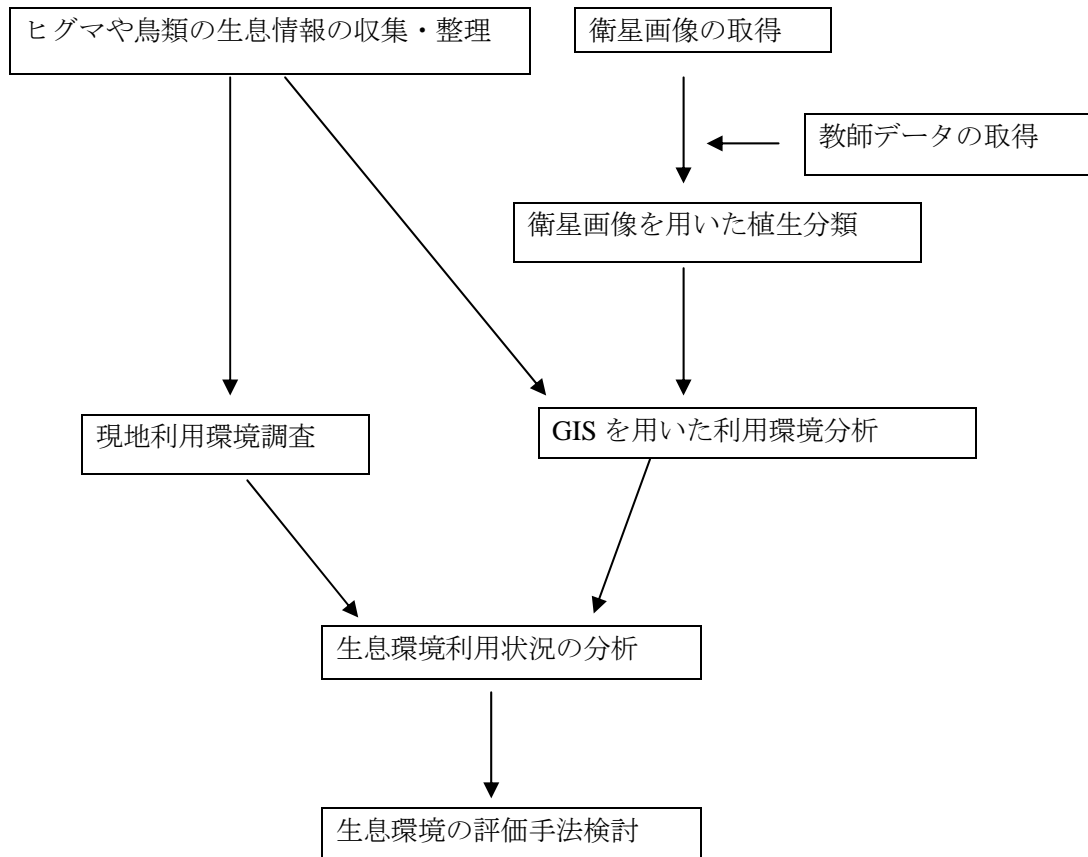 ヒグマや鳥類の生息情報の収集・整理
衛星画像の取得
教師データの取得
衛星画像を用いた植生分類
現地利用環境調査
GIS を用いた利用環境分析
生息環境利用状況の分析
生息環境の評価手法検討